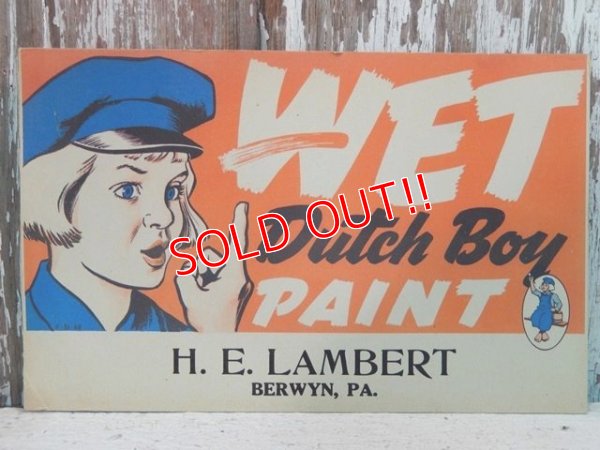 WET
Dutch Boy
PAINT
SOLD OUT!!
H. E. LAMBERT
BERWYN, PA.